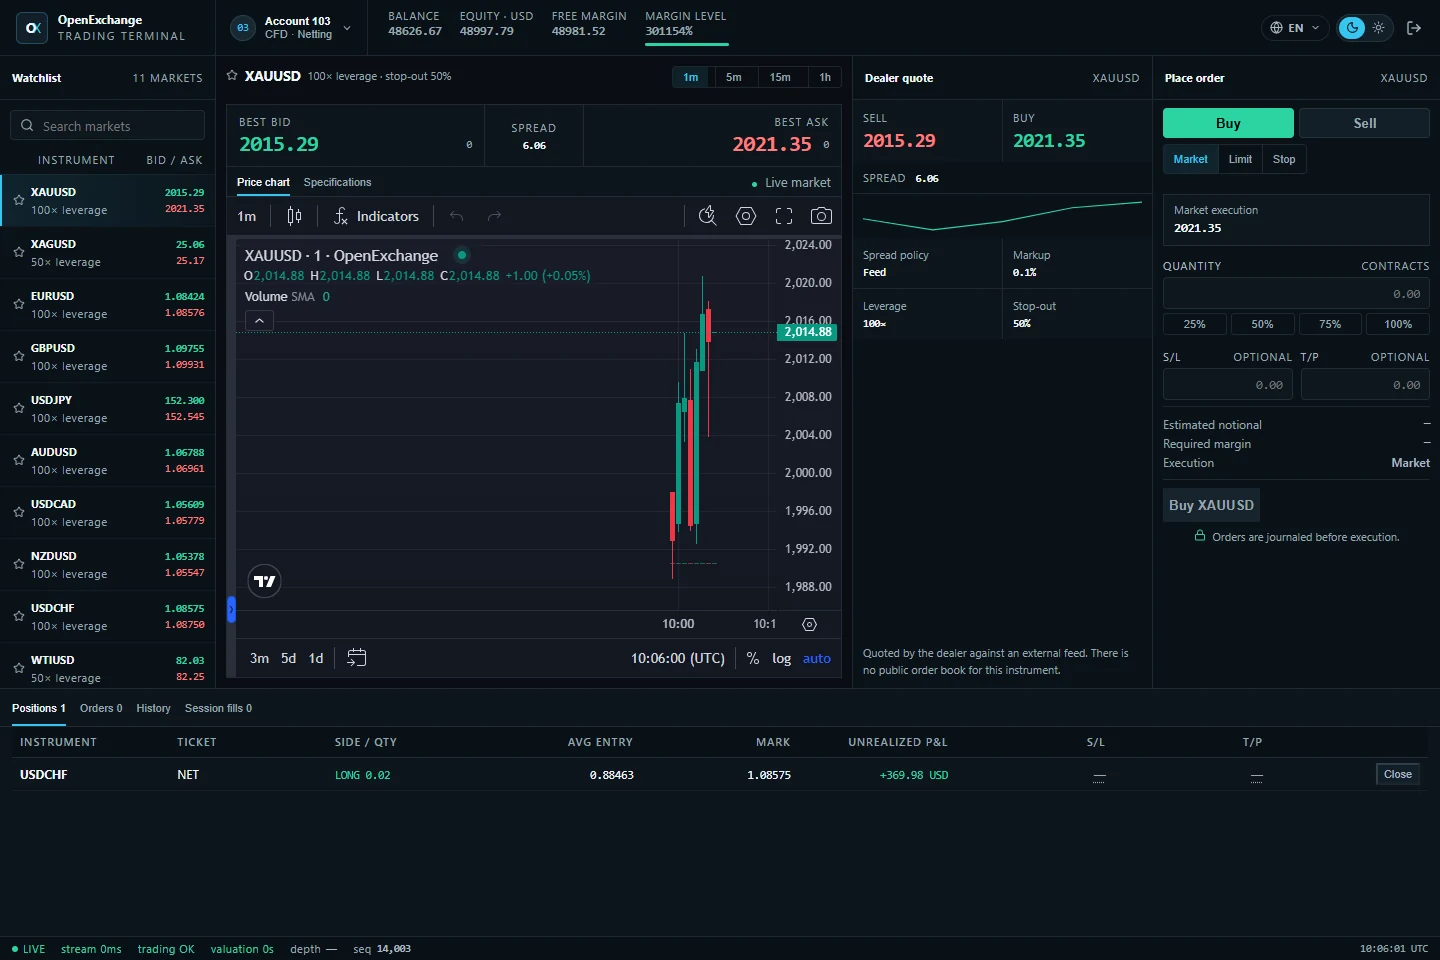 OpenExchange
TRADING TERMINAL
03
Account 103
CFD · Netting
BALANCE
48626.67
EQUITY · USD
48997.79
FREE MARGIN
48981.52
MARGIN LEVEL
301154%
EN
Watchlist
11 MARKETS
Search markets
INSTRUMENT
BID / ASK
XAUUSD
100× leverage
2015.29
2021.35
XAGUSD
50× leverage
25.06
25.17
EURUSD
100× leverage
1.08424
1.08576
GBPUSD
100× leverage
1.09755
1.09931
USDJPY
100× leverage
152.300
152.545
AUDUSD
100× leverage
1.06788
1.06961
USDCAD
100× leverage
1.05609
1.05779
NZDUSD
100× leverage
1.05378
1.05547
USDCHF
100× leverage
1.08575
1.08750
WTIUSD
50× leverage
82.03
82.25
XAUUSD 100× leverage · stop-out 50%
1m 5m 15m 1h
BEST BID
2015.29
0
SPREAD
6.06
BEST ASK
2021.35 0
Price chart
Specifications
Live market
1m
Indicators
XAUUSD · 1 · OpenExchange
O2,014.88 H2,014.88 L2,014.88 C2,014.88 +1.00 (+0.05%)
Volume SMA 0
2,024.00
2,020.00
2,016.00
2,014.88
2,012.00
2,008.00
2,004.00
2,000.00
1,996.00
1,992.00
1,988.00
10:00
10:1
3m 5d 1d
10:06:00 (UTC)
% log auto
Dealer quote
XAUUSD
SELL
2015.29
BUY
2021.35
SPREAD 6.06
Spread policy
Feed
Markup
0.1%
Leverage
100×
Stop-out
50%
Quoted by the dealer against an external feed. There is
no public order book for this instrument.
Place order
XAUUSD
Buy
Sell
Market
Limit
Stop
Market execution
2021.35
QUANTITY
CONTRACTS
0.00
25%
50%
75%
100%
S/L
OPTIONAL
T/P
OPTIONAL
0.00
0.00
Estimated notional –
Required margin –
Execution Market
Buy XAUUSD
Orders are journaled before execution.
Positions 1
Orders 0
History
Session fills 0
INSTRUMENT TICKET SIDE / QTY AVG ENTRY MARK UNREALIZED P&L S/L T/P
USDCHF NET LONG 0.02 0.88463 1.08575 +369.98 USD — — Close
LIVE stream 0ms trading OK valuation 0s depth — seq 14,003
10:06:01 UTC